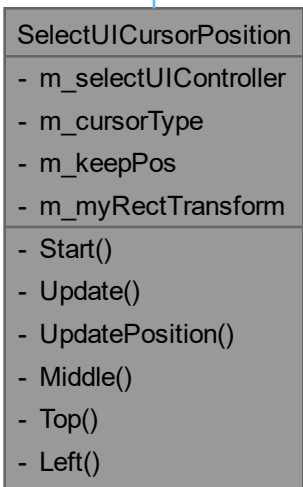 SelectUICursorPosition
- m_selectUIController
- m_cursorType
- m_keepPos
- m_myRectTransform
- Start()
- Update()
- UpdatePosition()
- Middle()
- Top()
- Left()